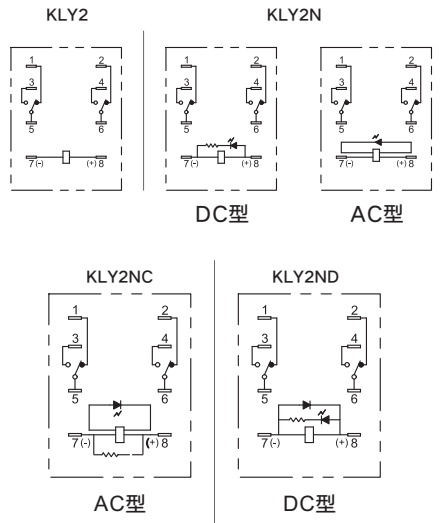 KLY2 KLY2N
1 2 1 2 1 2
3 4 3 4 3 4
5 6 5 6 5 6
7(-) (+) 8 7(-) (+) 8 7(-) (+) 8
DC型 AC型
KLY2NC KLY2ND
1 2 1 2
3 4 3 4
5 6 5 6
7(-) (+) 8 7(-) (+) 8
AC型 DC型